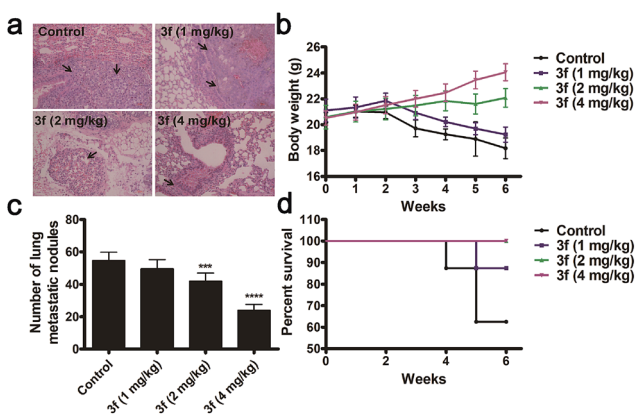 a
Control
3f (1 mg/kg)
3f (2 mg/kg)
3f (4 mg/kg)
b
Body weight (g)
26
24
22
20
18
16
0 1 2 3 4 5 6
Weeks
Control
3f (1 mg/kg)
3f (2 mg/kg)
3f (4 mg/kg)
c
Number of lung
metastatic nodules
80
60
40
20
0
***
****
Control
3f (1 mg/kg)
3f (2 mg/kg)
3f (4 mg/kg)
d
Percent survival
100
90
80
70
60
50
0 2 4 6
Weeks
Control
3f (1 mg/kg)
3f (2 mg/kg)
3f (4 mg/kg)